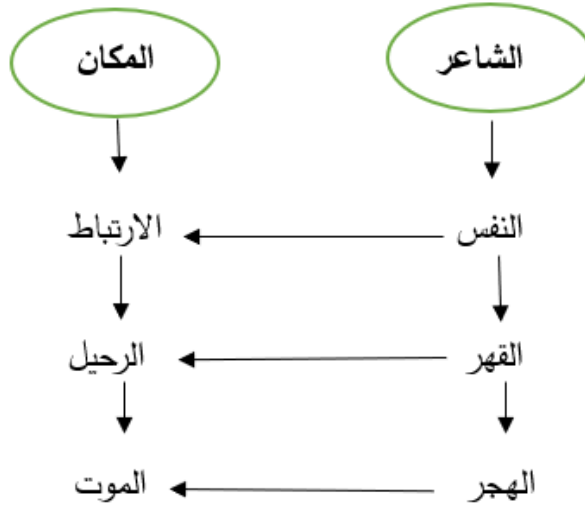 الشاعر المكان
النفس الارتباط
القهر الرحيل
الهجر الموت